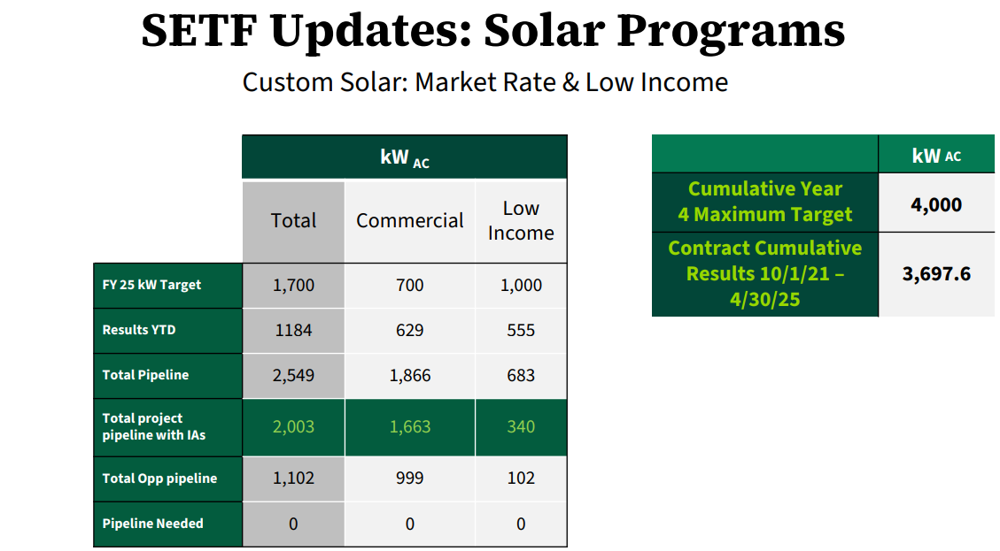 SETF Updates: Solar Programs
Custom Solar: Market Rate & Low Income
kW AC
Total Commercial Low Income
FY 25 kW Target 1,700 700 1,000
Results YTD 1184 629 555
Total Pipeline 2,549 1,866 683
Total project pipeline with IAs 2,003 1,663 340
Total Opp pipeline 1,102 999 102
Pipeline Needed 0 0 0
kW AC
Cumulative Year
4 Maximum Target 4,000
Contract Cumulative
Results 10/1/21 –
4/30/25 3,697.6